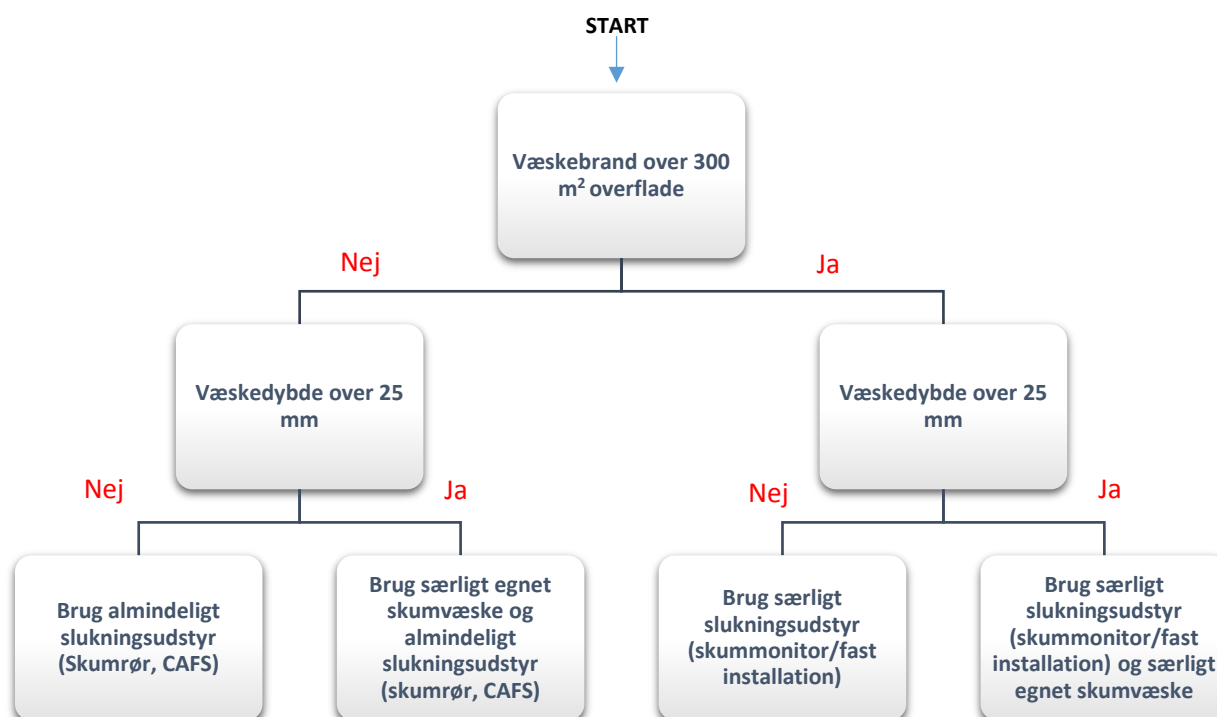 START
Væskebrand over 300
m² overflade
Nej
Ja
Væskedybde over 25
mm
Væskedybde over 25
mm
Nej
Ja
Nej
Ja
Brug almindeligt
slukningsudstyr
(Skumrør, CAFS)
Brug særligt egnet
skumvæske og
almindeligt
slukningsudstyr
(skumrør, CAFS)
Brug særligt
slukningsudstyr
(skummonitor/fast
installation)
Brug særligt
slukningsudstyr
(skummonitor/fast
installation) og særligt
egnet skumvæske